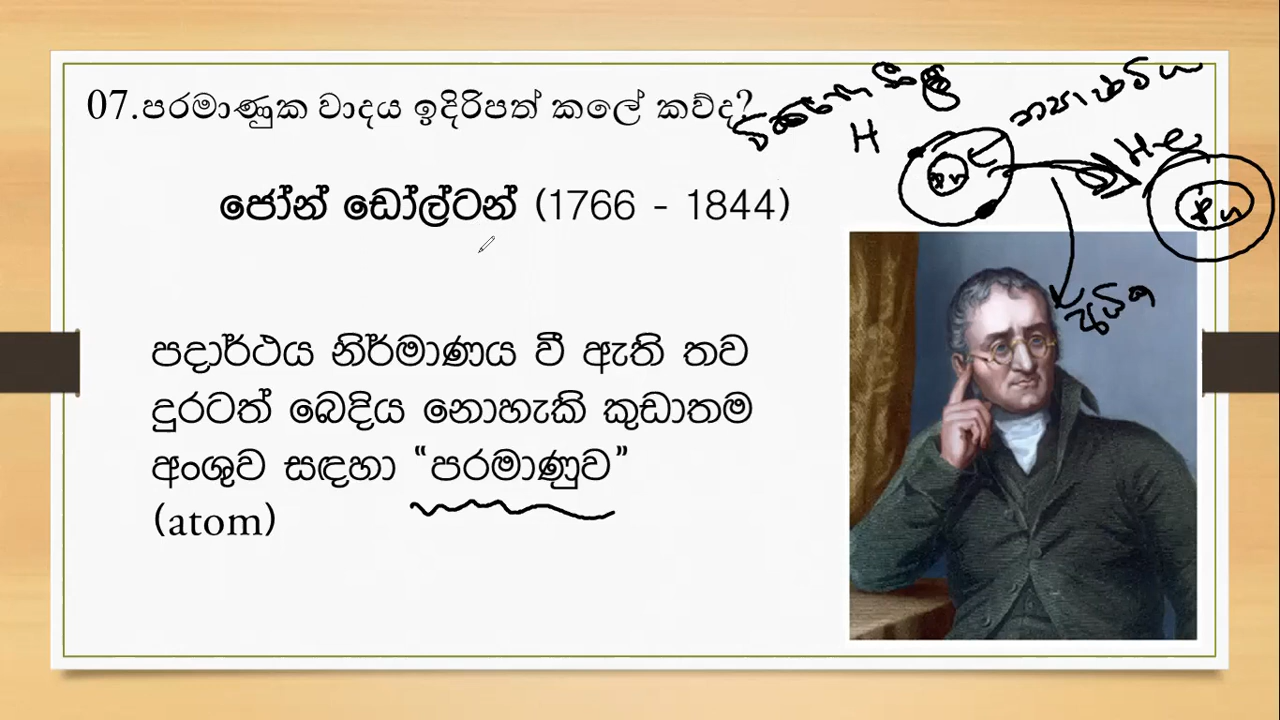 07.පරමාණුක වාදය ඉදිරිපත් කලේ කව්ද?
ජෝන් ඩෝල්ටන් (1766 - 1844)
පදාර්ථය නිර්මාණය වී ඇති තව
දුරටත් බෙදිය නොහැකි කුඩාතම
අංශුව සඳහා “පරමාණුව”
(atom)
H
He